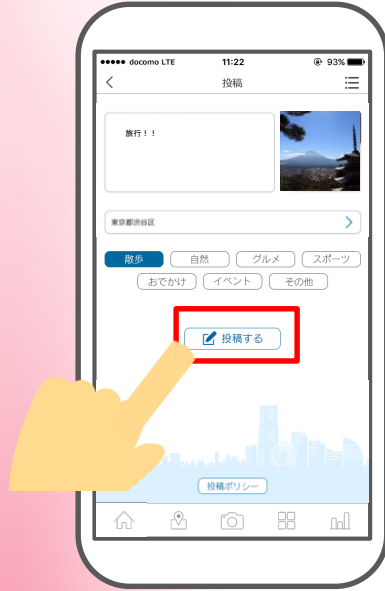 docomo LTE 11:22 93%
投稿
旅行！！
東京都渋谷区
散歩 自然 グルメ スポーツ
おでかけ イベント その他
投稿する
投稿ポリシー